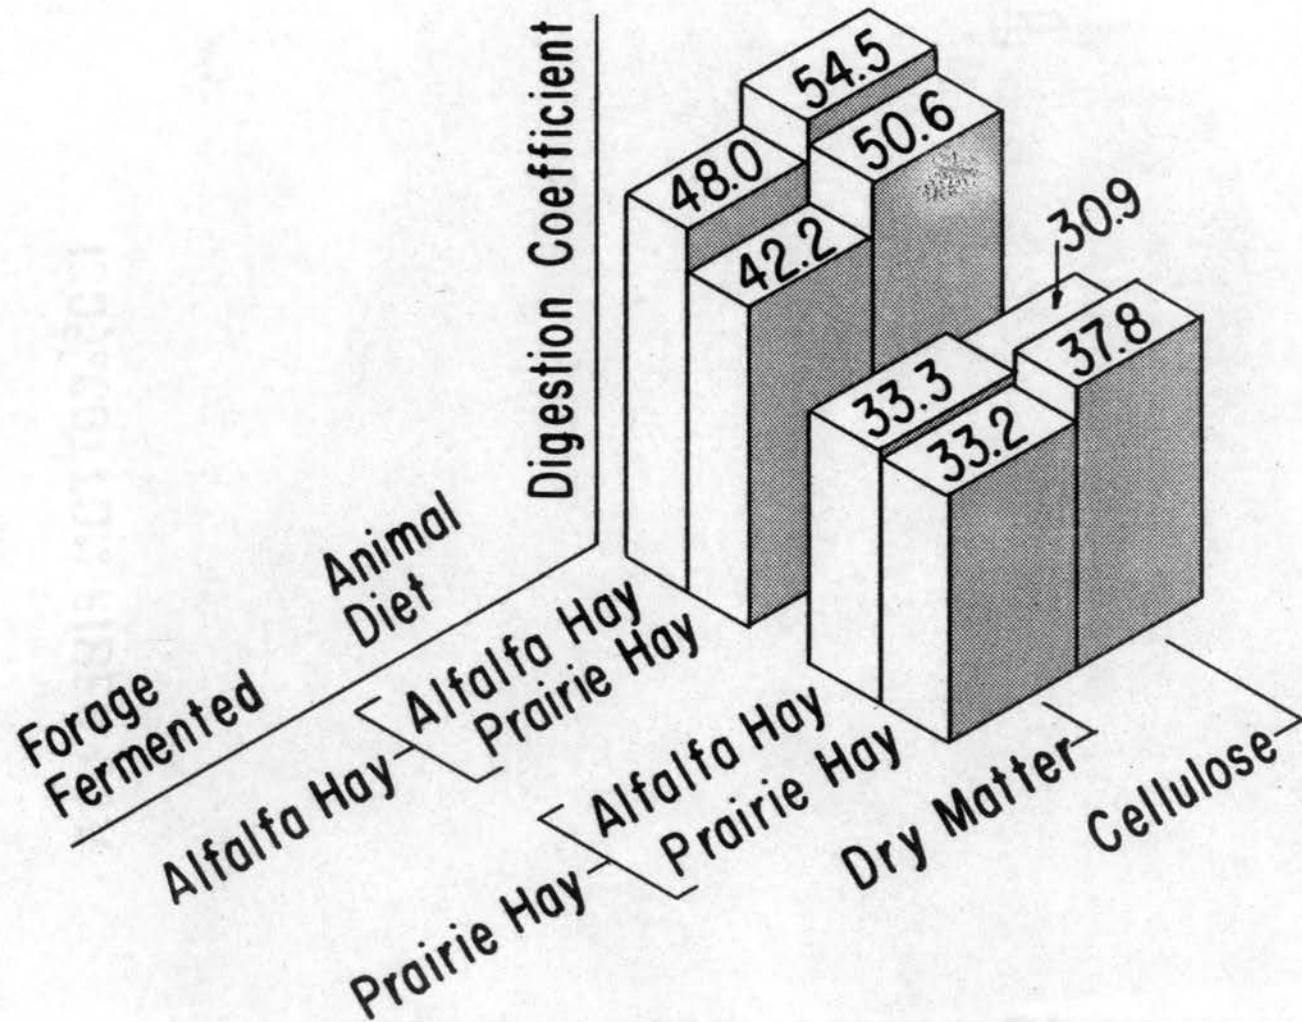 Digestion Coefficient
54.5
48.0
50.6
42.2
30.9
33.3
37.8
33.2
Animal
Diet
Forage
Fermented
Alfalfa Hay
Prairie Hay
Alfalfa Hay
Alfalfa Hay
Prairie Hay
Prairie Hay
Dry Matter
Cellulose